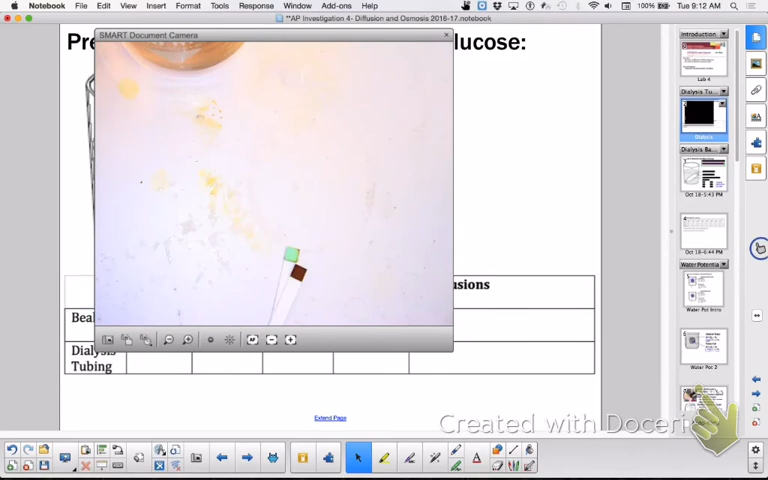 Notebook File Edit View Insert Format Tools Response Window Add-ons Help 100% Tue 9:12 AM
**AP Investigation 4- Diffusion and Osmosis 2016-17.notebook
Pre lucose:
SMART Document Camera
usions
Beal
Dialysis
Tubing
Extend Page
Created with Doceri
Introduction
Lab 4
Dialysis Tu...
Dialysis
Dialysis Ba...
Oct 18-5:43 PM
Oct 18-6:44 PM
Water Potential
Water Pot Intro
Water Pot 2